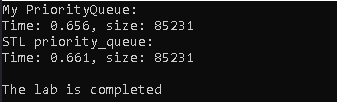 My PriorityQueue:
Time: 0.656, size: 85231
STL priority_queue:
Time: 0.661, size: 85231
The lab is completed